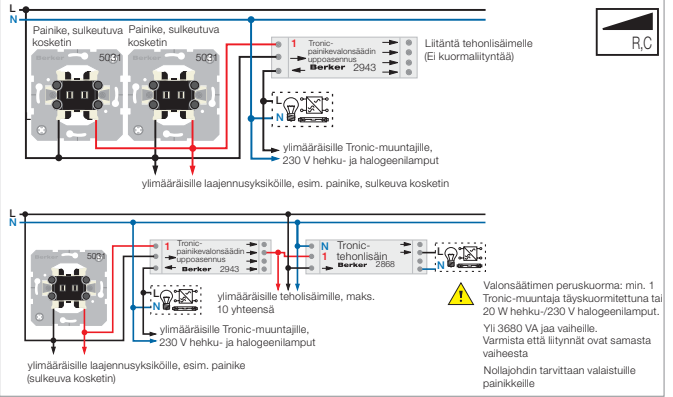 L
N
Painike, sulkeutuva
kosketin
Painike, sulkeutuva
kosketin
5031
5031
1
Tronic-
painikevalonsäädin
uppoasennus
Berker 2943
Liitäntä tehonlisäimelle
(Ei kuormaliityntää)
R,C
L
N
ylimääräisille Tronic-muuntajille,
230 V hehku- ja halogeenilamput
ylimääräisille laajennusyksiköille, esim. painike, sulkeuva kosketin
L
N
5031
1
Tronic-
painikevalonsäädin
uppoasennus
Berker 2943
N
1
Tronic-
tehonlisäin
Berker 2868
L
N
L
N
ylimääräisille teholisäimille, maks.
10 yhteensä
ylimääräisille Tronic-muuntajille,
230 V hehku- ja halogeenilamput
ylimääräisille laajennusyksiköille, esim. painike
(sulkeuva kosketin)
Valonsäätimen peruskuorma: min. 1
Tronic-muuntaja täyskuormitettuna tai
20 W hehku-/230 V halogeenilamput.
Yli 3680 VA jaa vaiheille.
Varmista että liitynnät ovat samasta
vaiheesta
Nollajohdin tarvittaan valaistuille
painikkeille